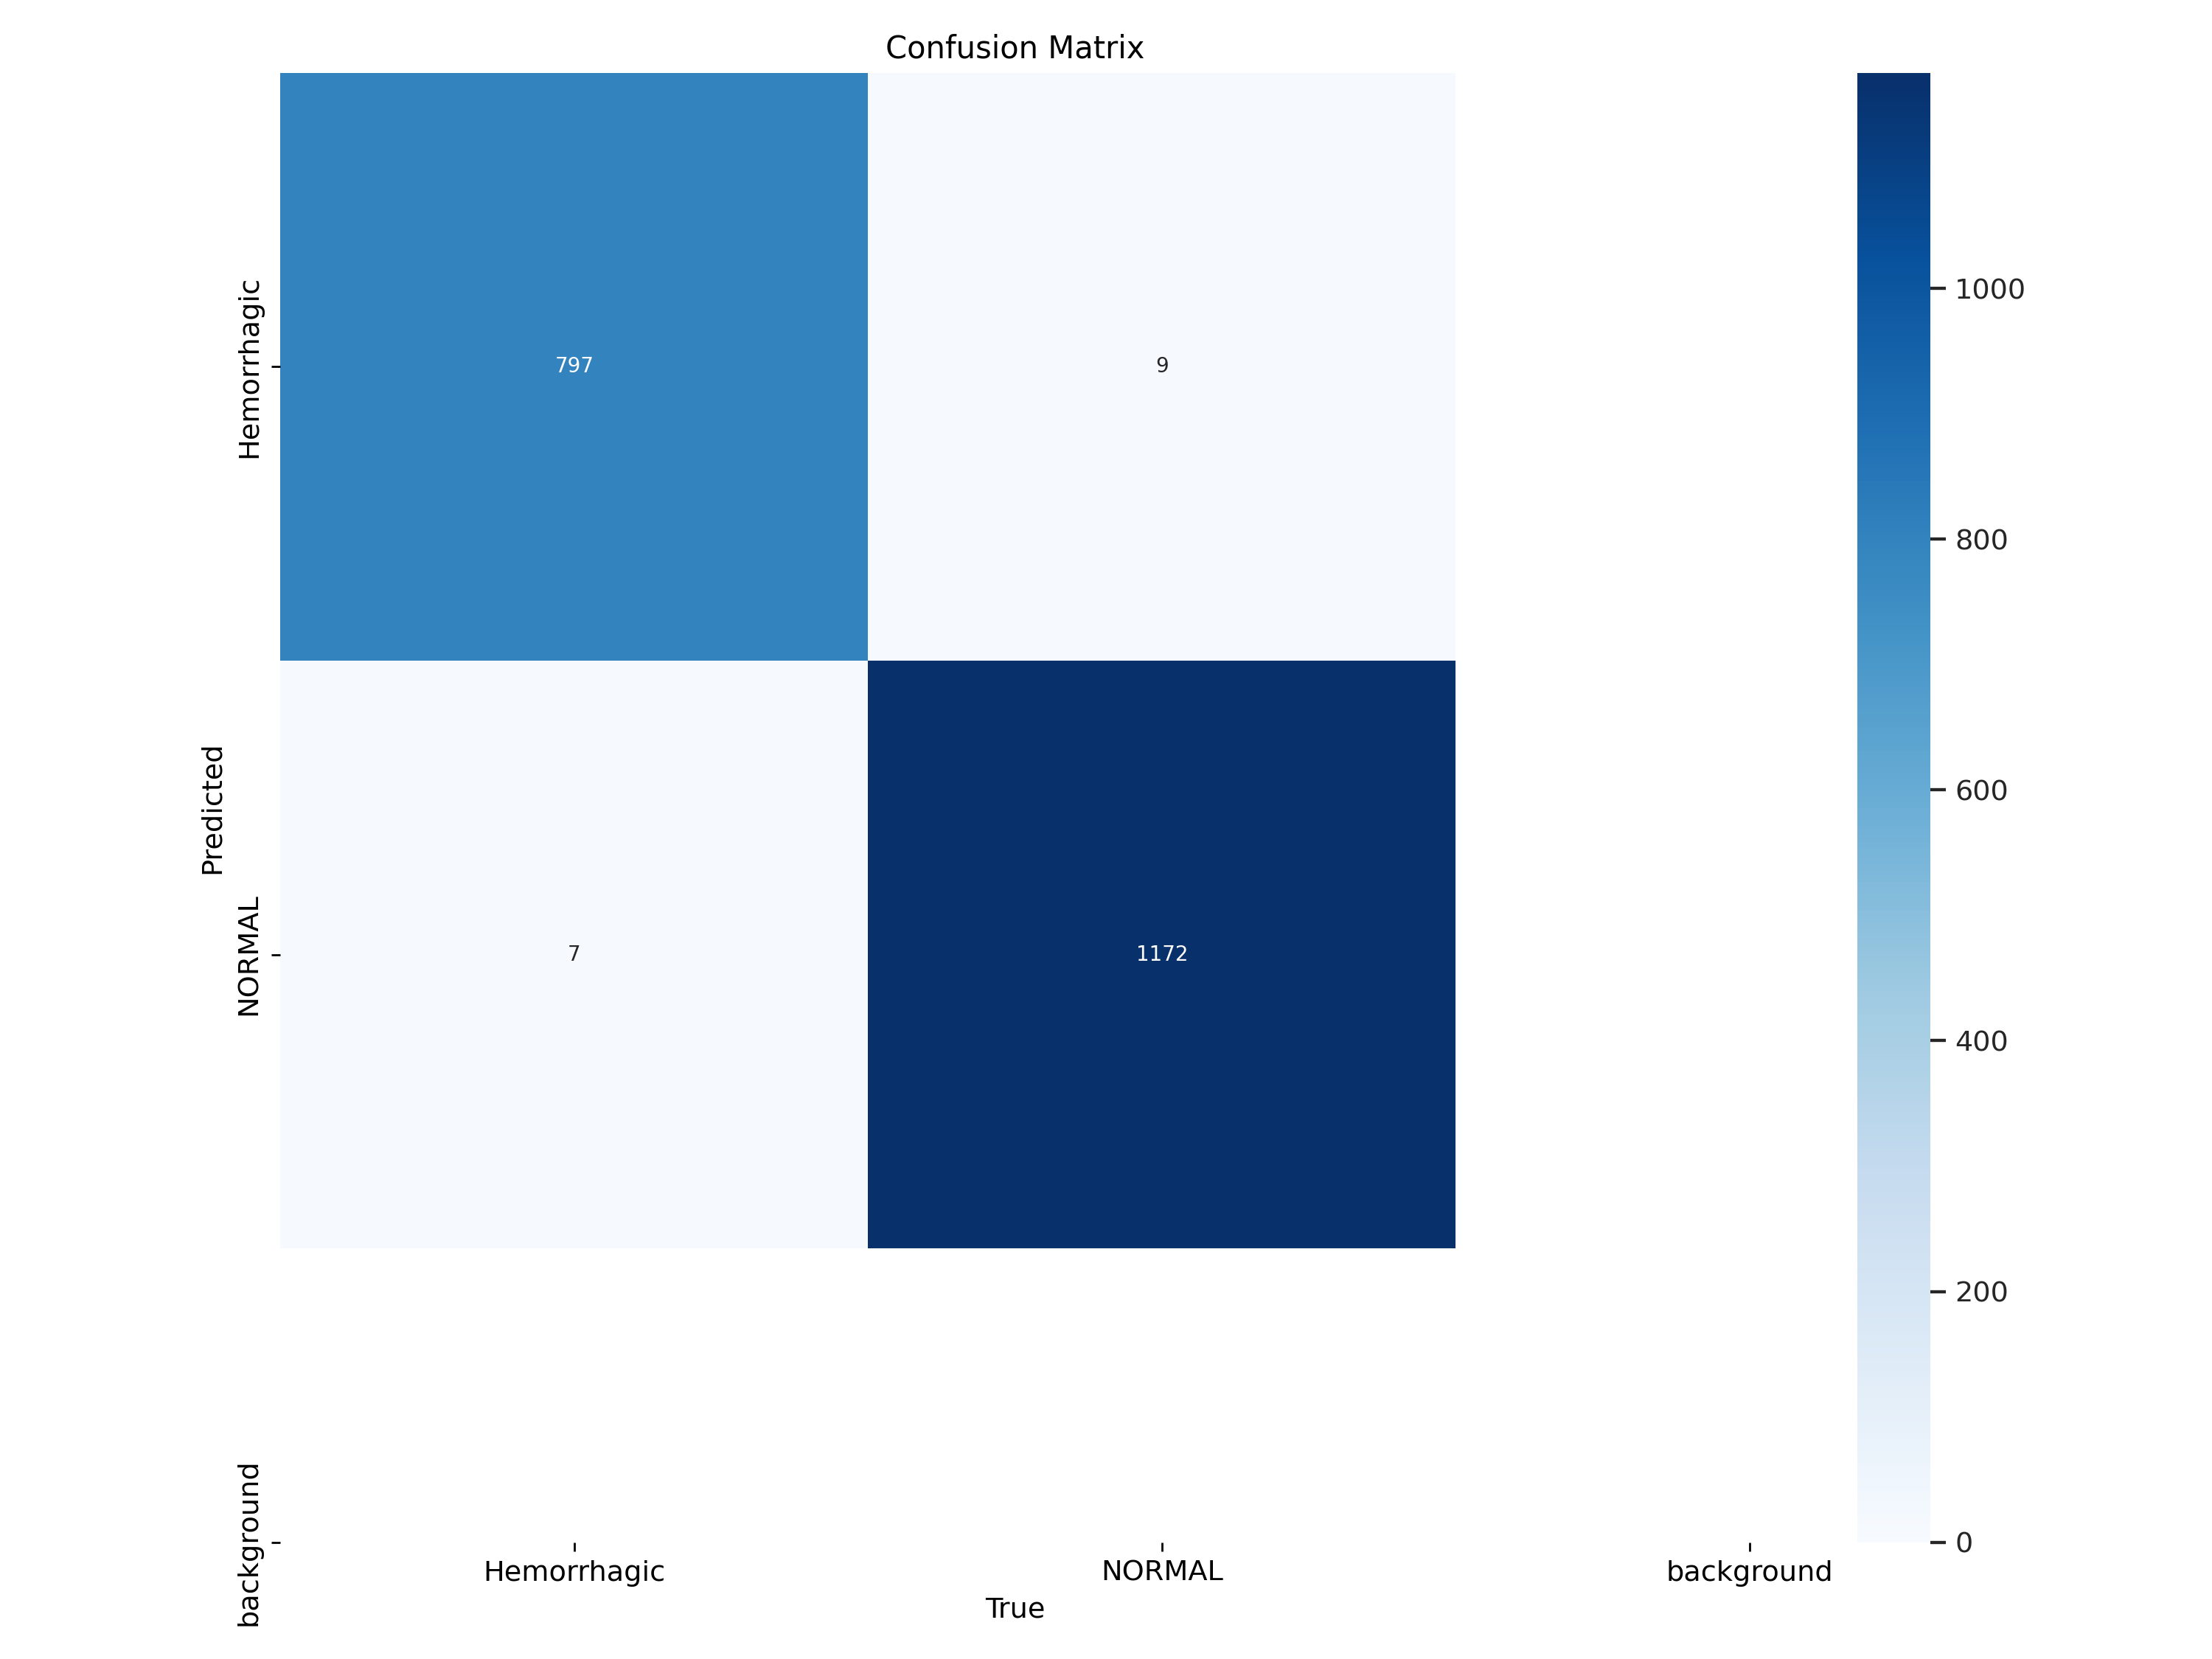 Confusion Matrix
Hemorrhagic
797
9
1000
800
600
400
200
0
Predicted
NORMAL
7
1172
background
Hemorrhagic
NORMAL
background
True